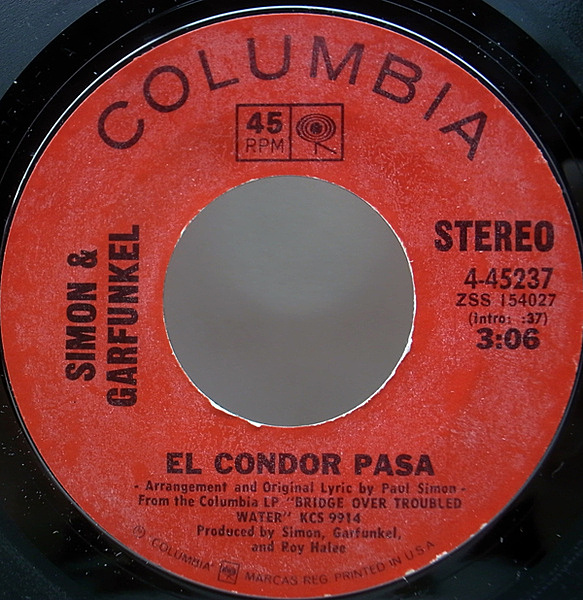 COLUMBIA
45
RPM
SIMON &
GARFUNKEL
STEREO
4-45237
ZSS 154027
(Intro: :37)
3:06
EL CONDOR PASA
- Arrangement and Original Lyric by Paul Simon -
From the Columbia LP "BRIDGE OVER TROUBLED
WATER" KCS 9914
Produced by Simon, Garfunkel,
and Roy Halee
COLUMBIA MARCAS REG. PRINTED IN U.S.A.